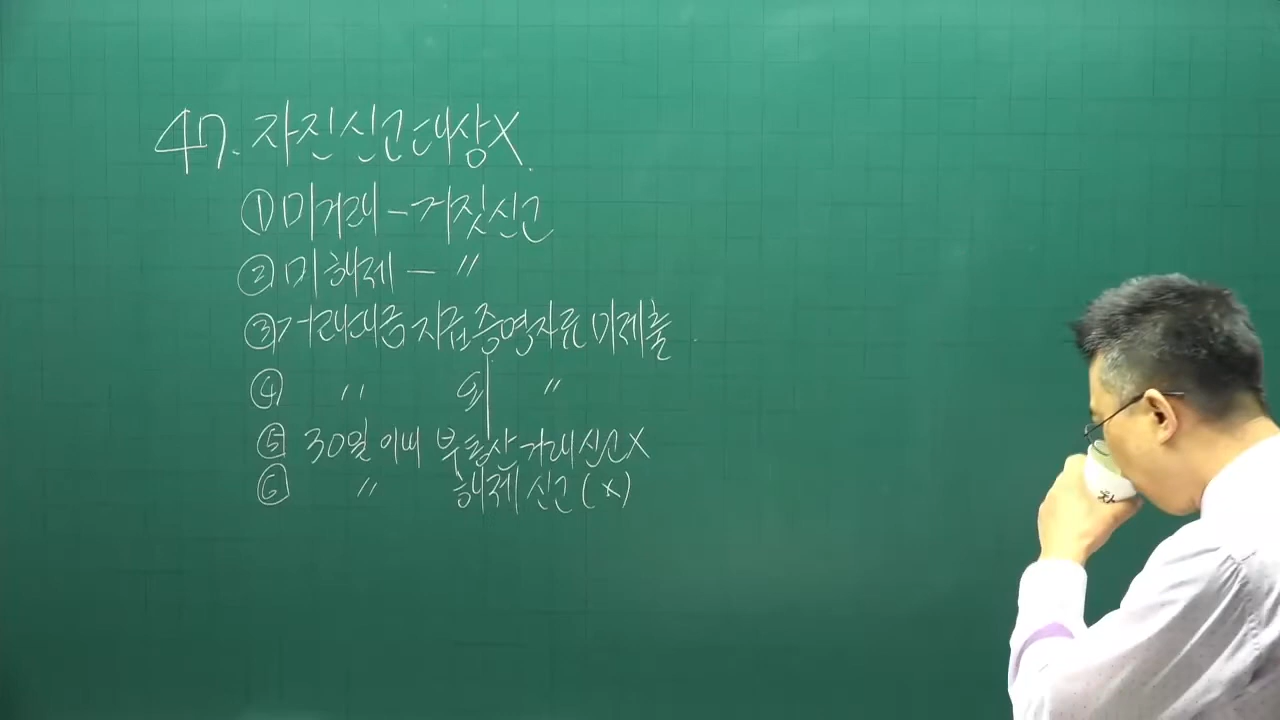 47. 자진신고대상X.
① 미거래 - 거짓신고
② 미해제 - 〃
③ 거래대금 지급증명자료 미제출
④ 〃 외 〃
⑤ 30일 이내 부동산거래신고X
⑥ 〃 해제신고(X)